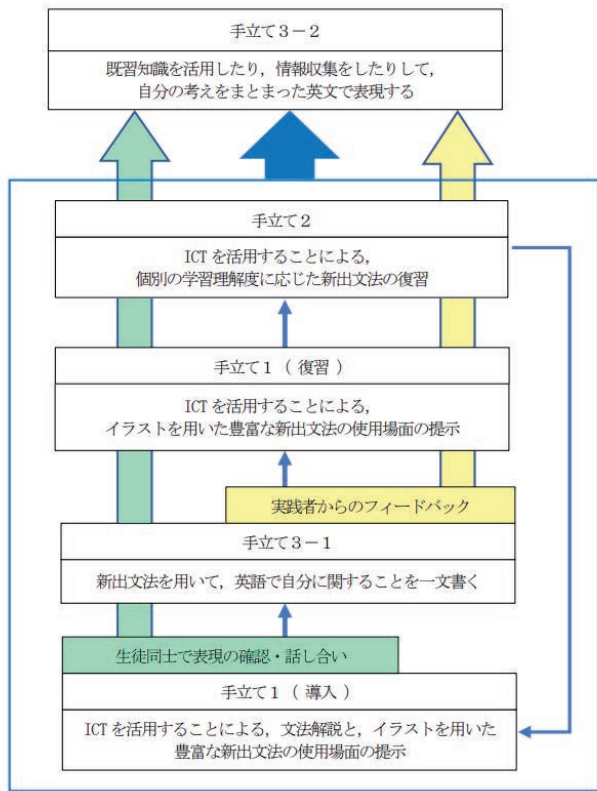 手立て３－２
既習知識を活用したり，情報収集をしたりして，
自分の考えをまとまった英文で表現する
手立て２
ICT を活用することによる，
個別の学習理解度に応じた新出文法の復習
手立て１（ 復習 ）
ICT を活用することによる，
イラストを用いた豊富な新出文法の使用場面の提示
実践者からのフィードバック
手立て３－１
新出文法を用いて，英語で自分に関することを一文書く
生徒同士で表現の確認・話し合い
手立て１（ 導入 ）
ICT を活用することによる，文法解説と，イラストを用いた
豊富な新出文法の使用場面の提示